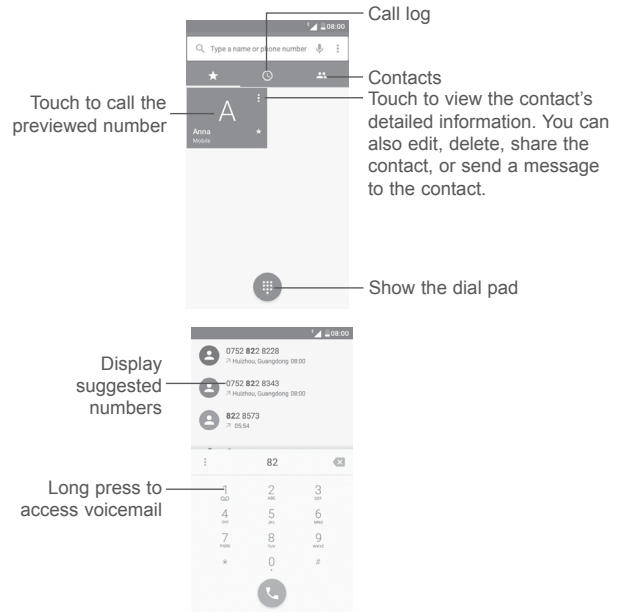 Call log
08:00
Type a name or phone number
Contacts
Touch to call the
previewed number
A
Anna
Mobile
Touch to view the contact's
detailed information. You can
also edit, delete, share the
contact, or send a message
to the contact.
Show the dial pad
08:00
0752 822 8228
Huizhou, Guangdong 08:00
Display
suggested
numbers
0752 822 8343
Huizhou, Guangdong 08:00
822 8573
05:54
82
Long press to
access voicemail
1 2 ABC 3 DEF
4 GHI 5 JKL 6 MNO
7 PQRS 8 TUV 9 WXYZ
* 0 + #